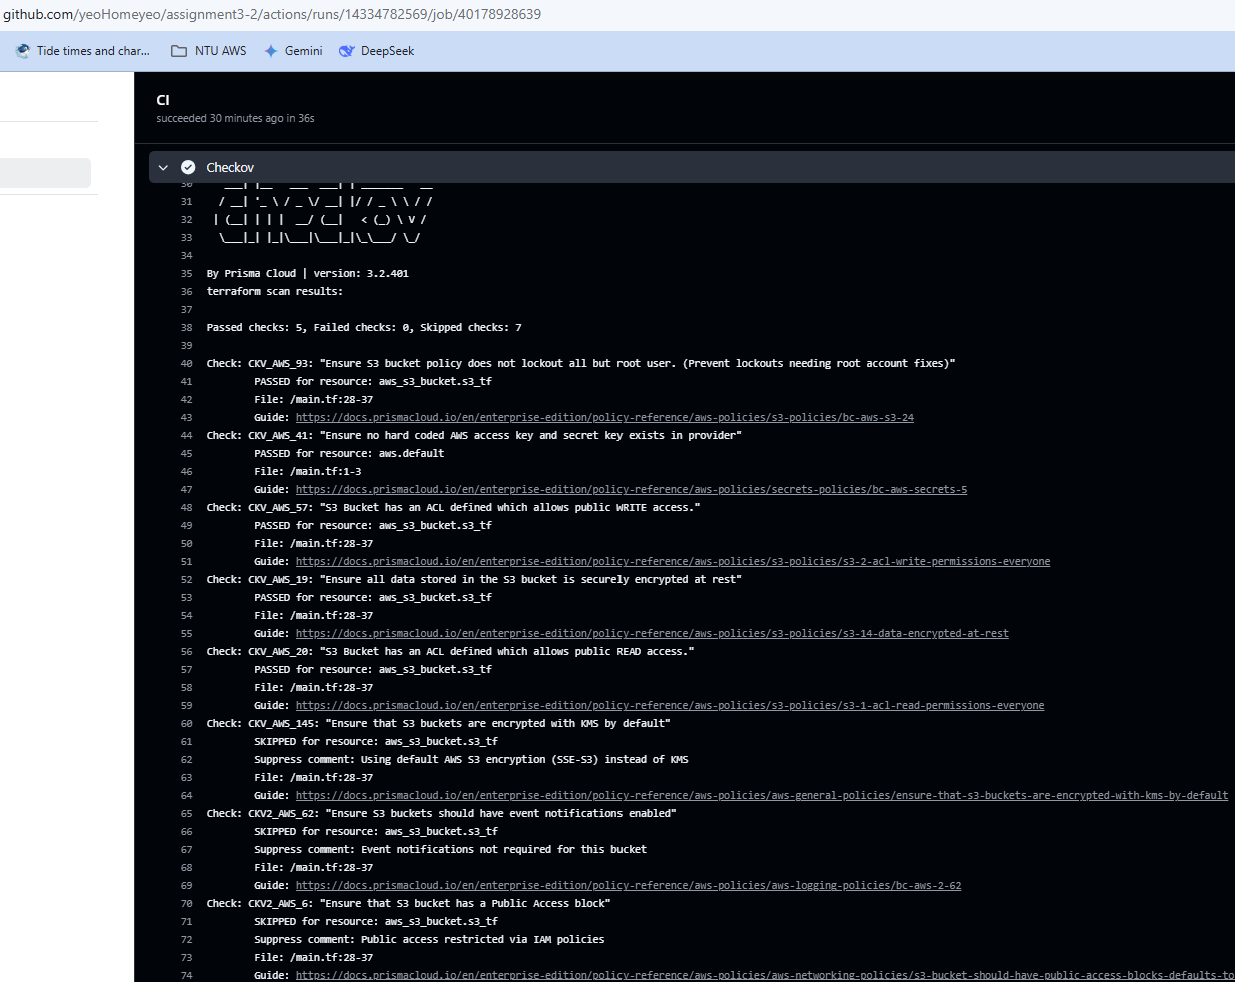 github.com/yeoHomeyeo/assignment3-2/actions/runs/14334782569/job/40178928639
Tide times and char... NTU AWS Gemini DeepSeek
CI
succeeded 30 minutes ago in 36s
Checkov
30
31
32
33
34
35 By Prisma Cloud | version: 3.2.401
36 terraform scan results:
37
38 Passed checks: 5, Failed checks: 0, Skipped checks: 7
39
40 Check: CKV_AWS_93: "Ensure S3 bucket policy does not lockout all but root user. (Prevent lockouts needing root account fixes)"
41 PASSED for resource: aws_s3_bucket.s3_tf
42 File: /main.tf:28-37
43 Guide: https://docs.prismacloud.io/en/enterprise-edition/policy-reference/aws-policies/s3-policies/bc-aws-s3-24
44 Check: CKV_AWS_41: "Ensure no hard coded AWS access key and secret key exists in provider"
45 PASSED for resource: aws.default
46 File: /main.tf:1-3
47 Guide: https://docs.prismacloud.io/en/enterprise-edition/policy-reference/aws-policies/secrets-policies/bc-aws-secrets-5
48 Check: CKV_AWS_57: "S3 Bucket has an ACL defined which allows public WRITE access."
49 PASSED for resource: aws_s3_bucket.s3_tf
50 File: /main.tf:28-37
51 Guide: https://docs.prismacloud.io/en/enterprise-edition/policy-reference/aws-policies/s3-policies/s3-2-acl-write-permissions-everyone
52 Check: CKV_AWS_19: "Ensure all data stored in the S3 bucket is securely encrypted at rest"
53 PASSED for resource: aws_s3_bucket.s3_tf
54 File: /main.tf:28-37
55 Guide: https://docs.prismacloud.io/en/enterprise-edition/policy-reference/aws-policies/s3-policies/s3-14-data-encrypted-at-rest
56 Check: CKV_AWS_20: "S3 Bucket has an ACL defined which allows public READ access."
57 PASSED for resource: aws_s3_bucket.s3_tf
58 File: /main.tf:28-37
59 Guide: https://docs.prismacloud.io/en/enterprise-edition/policy-reference/aws-policies/s3-policies/s3-1-acl-read-permissions-everyone
60 Check: CKV_AWS_145: "Ensure that S3 buckets are encrypted with KMS by default"
61 SKIPPED for resource: aws_s3_bucket.s3_tf
62 Suppress comment: Using default AWS S3 encryption (SSE-S3) instead of KMS
63 File: /main.tf:28-37
64 Guide: https://docs.prismacloud.io/en/enterprise-edition/policy-reference/aws-policies/aws-general-policies/ensure-that-s3-buckets-are-encrypted-with-kms-by-default
65 Check: CKV2_AWS_62: "Ensure S3 buckets should have event notifications enabled"
66 SKIPPED for resource: aws_s3_bucket.s3_tf
67 Suppress comment: Event notifications not required for this bucket
68 File: /main.tf:28-37
69 Guide: https://docs.prismacloud.io/en/enterprise-edition/policy-reference/aws-policies/aws-logging-policies/bc-aws-2-62
70 Check: CKV2_AWS_6: "Ensure that S3 bucket has a Public Access block"
71 SKIPPED for resource: aws_s3_bucket.s3_tf
72 Suppress comment: Public access restricted via IAM policies
73 File: /main.tf:28-37
74 Guide: https://docs.prismacloud.io/en/enterprise-edition/policy-reference/aws-policies/aws-networking-policies/s3-bucket-should-have-public-access-blocks-defaults-to